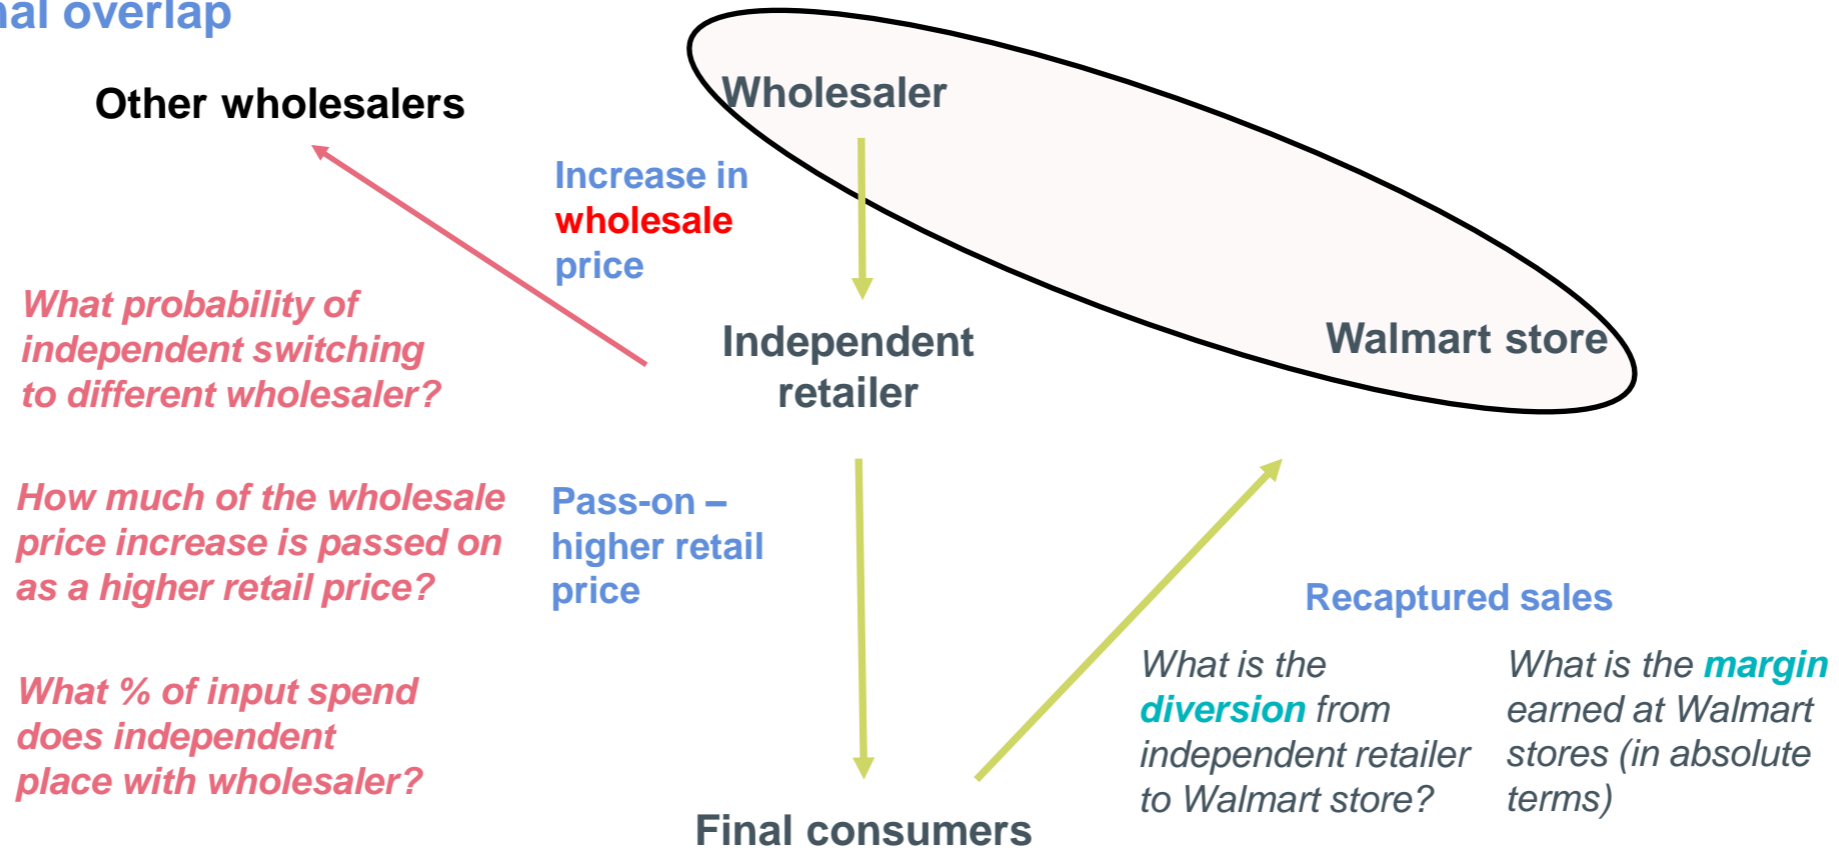 nal overlap
Other wholesalers
Wholesaler
Increase in
wholesale
price
What probability of
independent switching
to different wholesaler?
Independent
retailer
Walmart store
How much of the wholesale
price increase is passed on
as a higher retail price?
Pass-on –
higher retail
price
Recaptured sales
What is the
diversion from
independent retailer
to Walmart store?
What is the margin
earned at Walmart
stores (in absolute
terms)
What % of input spend
does independent
place with wholesaler?
Final consumers